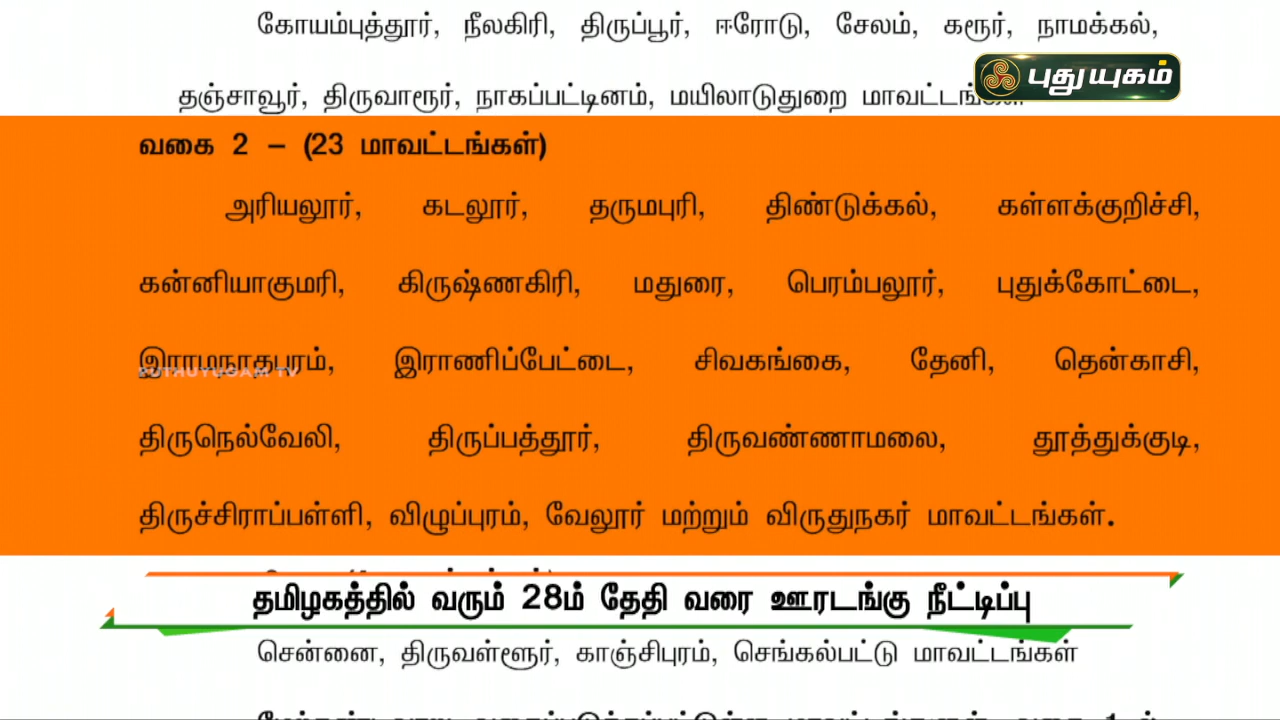 கோயம்புத்தூர், நீலகிரி, திருப்பூர், ஈரோடு, சேலம், கரூர், நாமக்கல்,
புதுயுகம்
தஞ்சாவூர், திருவாரூர், நாகப்பட்டினம், மயிலாடுதுறை மாவட்டங்கள்
வகை 2 – (23 மாவட்டங்கள்)
அரியலூர், கடலூர், தருமபுரி, திண்டுக்கல், கள்ளக்குறிச்சி,
கன்னியாகுமரி, கிருஷ்ணகிரி, மதுரை, பெரம்பலூர், புதுக்கோட்டை,
இராமநாதபுரம், இராணிப்பேட்டை, சிவகங்கை, தேனி, தென்காசி,
PUTHUYUGAM TV
திருநெல்வேலி, திருப்பத்தூர், திருவண்ணாமலை, தூத்துக்குடி,
திருச்சிராப்பள்ளி, விழுப்புரம், வேலூர் மற்றும் விருதுநகர் மாவட்டங்கள்.
தமிழகத்தில் வரும் 28ம் தேதி வரை ஊரடங்கு நீட்டிப்பு
சென்னை, திருவள்ளூர், காஞ்சிபுரம், செங்கல்பட்டு மாவட்டங்கள்